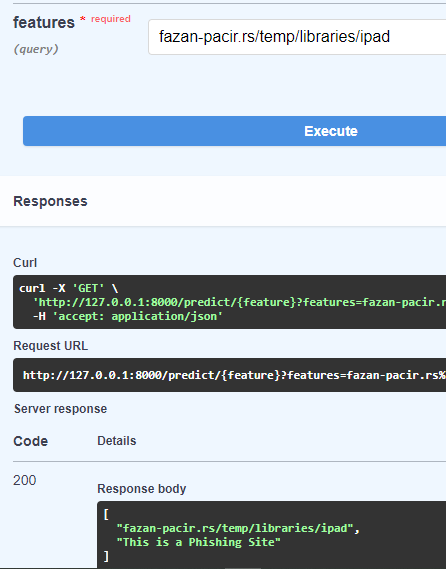 features * required
(query)
fazan-pacir.rs/temp/libraries/ipad
Execute
Responses
Curl
curl -X 'GET' \
'http://127.0.0.1:8000/predict/{feature}?features=fazan-pacir.r
-H 'accept: application/json'
Request URL
http://127.0.0.1:8000/predict/{feature}?features=fazan-pacir.rs%
Server response
Code Details
200
Response body
[
"fazan-pacir.rs/temp/libraries/ipad",
"This is a Phishing Site"
]